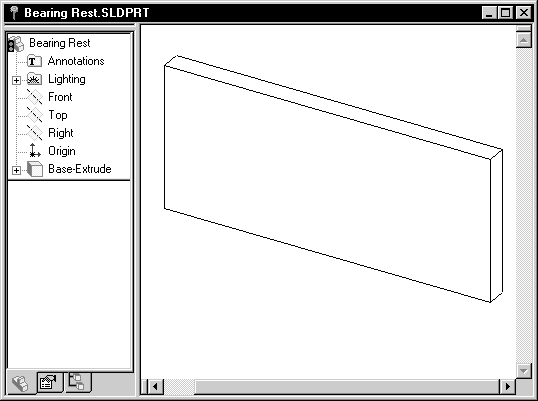 Bearing Rest.SLDPRT
Bearing Rest
T Annotations
Lighting
Front
Top
Right
Origin
Base-Extrude